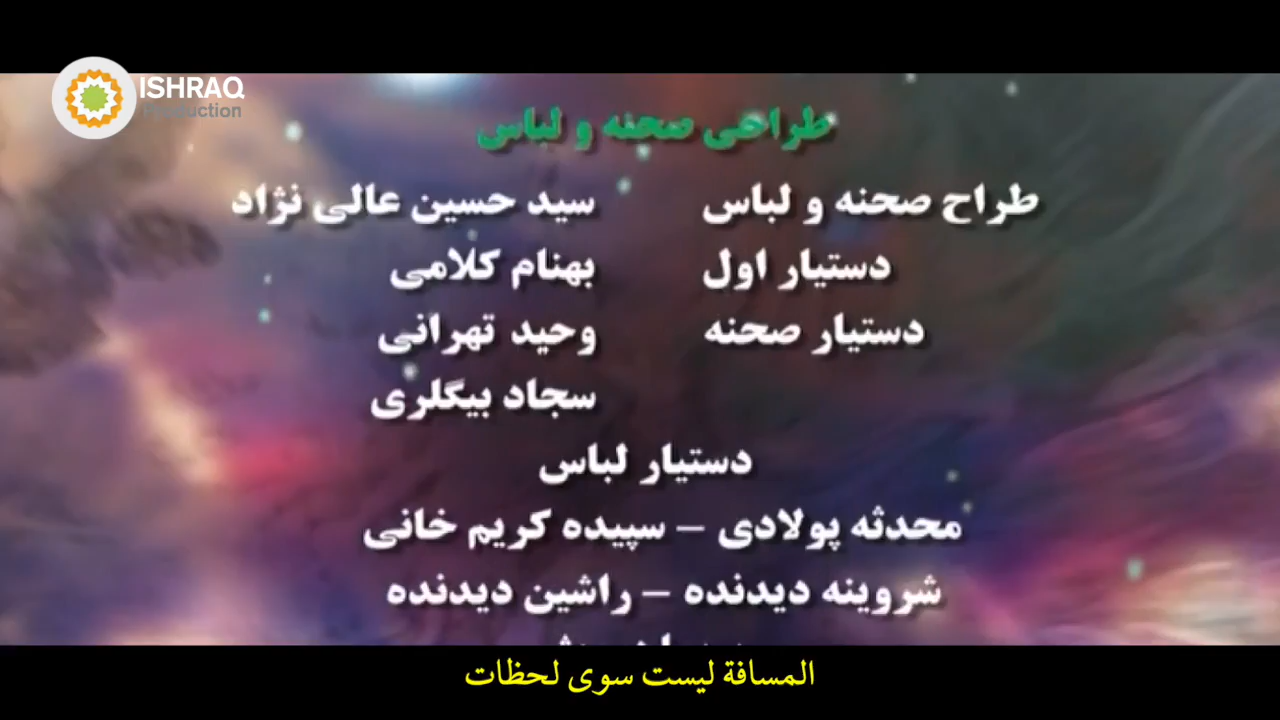 ISHRAQ
Production
طراحی صحنه و لباس
طراح صحنه و لباس سید حسین عالی نژاد
دستیار اول بهنام کلامی
دستیار صحنه وحید تهرانی
سجاد بیگلری
دستیار لباس
محدثه پولادی – سپیده کریم خانی
شروینه دیدنده – راشین دیدنده
المسافة ليست سوى لحظات